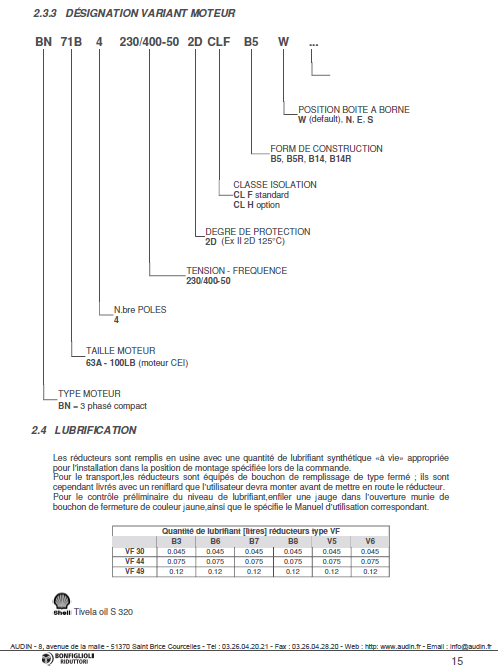 2.3.3 DÉSIGNATION VARIANT MOTEUR
BN 71B 4 230/400-50 2D CLF B5 W ...
POSITION BOITE A BORNE
W (default), N, E, S
FORM DE CONSTRUCTION
B5, B5R, B14, B14R
CLASSE ISOLATION
CL F standard
CL H option
DEGRE DE PROTECTION
2D (Ex II 2D 125°C)
TENSION - FREQUENCE
230/400-50
N.bre POLES
4
TAILLE MOTEUR
63A - 100LB (moteur CEI)
TYPE MOTEUR
BN = 3 phasé compact
2.4 LUBRIFICATION
Les réducteurs sont remplis en usine avec une quantité de lubrifiant synthétique «à vie» appropriée
pour l'installation dans la position de montage spécifiée lors de la commande.
Pour le transport,les réducteurs sont équipés de bouchon de remplissage de type fermé ; ils sont
cependant livrés avec un reniflard que l'utilisateur devra monter avant de mettre en route le réducteur.
Pour le contrôle préliminaire du niveau de lubrifiant,enfiler une jauge dans l'ouverture munie de
bouchon de fermeture de couleur jaune,ainsi que le spécifie le Manuel d'utilisation correspondant.
Quantité de lubrifiant [litres] réducteurs type VF
B3 B6 B7 B8 V5 V6
VF 30 0.045 0.045 0.045 0.045 0.045 0.045
VF 44 0.075 0.075 0.075 0.075 0.075 0.075
VF 49 0.12 0.12 0.12 0.12 0.12 0.12
Shell Tivela oil S 320
AUDIN - 8, avenue de la malle - 51370 Saint Brice Courcelles - Tel : 03.26.04.20.21 - Fax : 03.26.04.28.20 - Web : http: www.audin.fr - Email : info@audin.fr
BONFIGLIOLI
RIDUTTORI
15